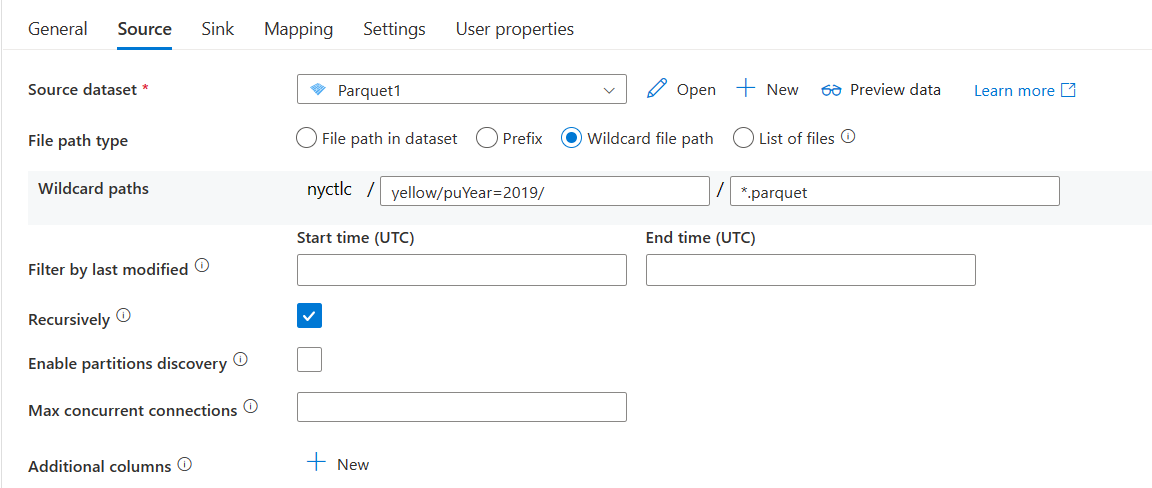 General Source Sink Mapping Settings User properties
Source dataset * Parquet1 Open New Preview data Learn more
File path type File path in dataset Prefix Wildcard file path List of files
Wildcard paths nyctlc / yellow/puYear=2019/ / *.parquet
Start time (UTC) End time (UTC)
Filter by last modified
Recursively
Enable partitions discovery
Max concurrent connections
Additional columns New